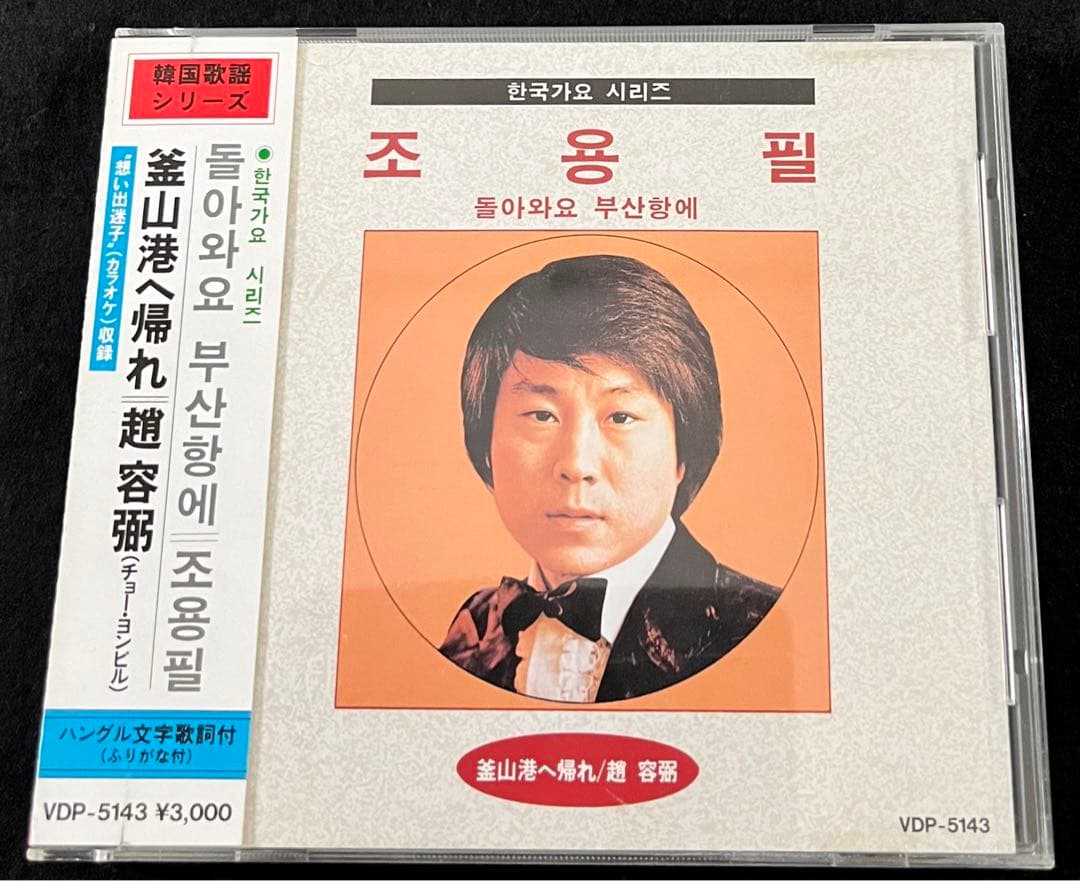 韓国歌謡
シリーズ
●한국가요 시리즈
돌아와요 부산항에 조용필
釜山港へ帰れ 趙 容弼
(チョー・ヨンピル)
“想い出迷子”(カラオケ)収録
ハングル文字歌詞付
(ふりがな付)
VDP-5143 ¥3,000
한국가요 시리즈
조 용 필
돌아와요 부산항에
釜山港へ帰れ/趙 容弼
VDP-5143